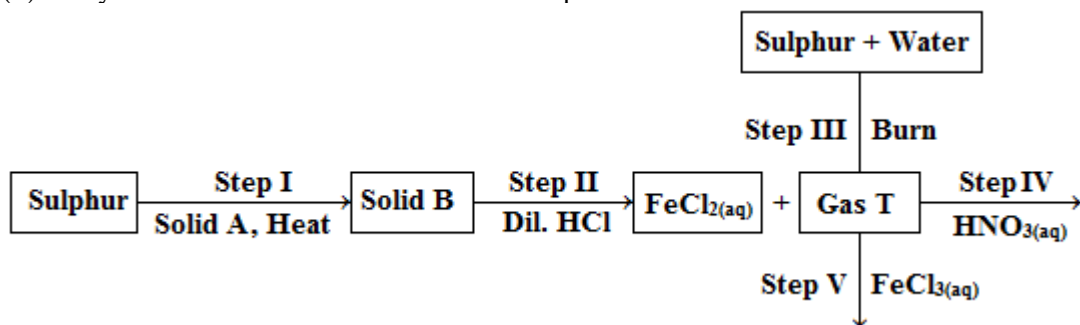 Sulphur + Water
Step III Burn
Sulphur
Step I
Solid A, Heat
Solid B
Step II
Dil. HCl
FeCl2(aq) + Gas T
Step IV
HNO3(aq)
Step V FeCl3(aq)